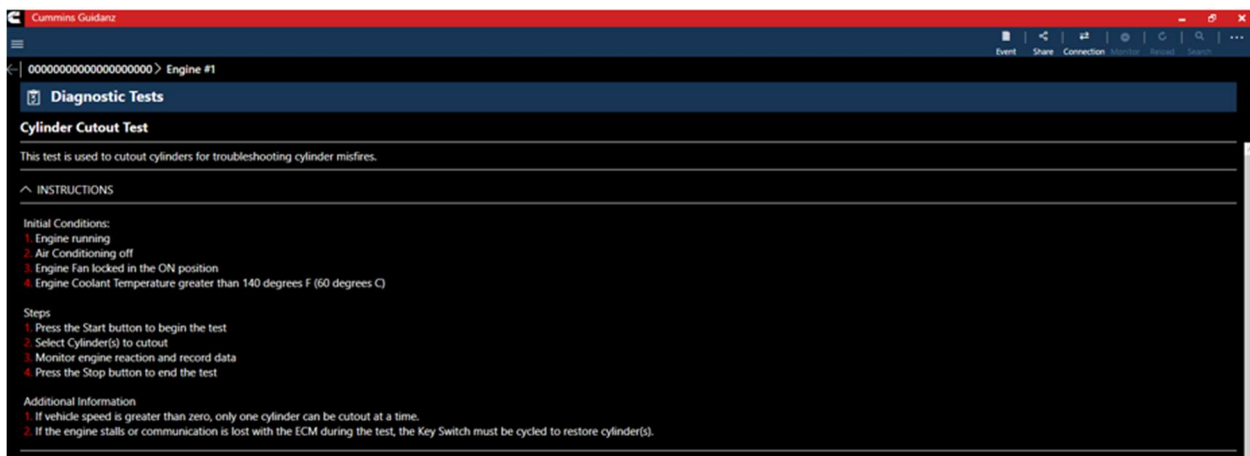 Cummins Guidanz
Event Share Connection Monitor Reload Search
00000000000000000000 > Engine #1
Diagnostic Tests
Cylinder Cutout Test
This test is used to cutout cylinders for troubleshooting cylinder misfires.
INSTRUCTIONS
Initial Conditions:
1. Engine running
2. Air Conditioning off
3. Engine Fan locked in the ON position
4. Engine Coolant Temperature greater than 140 degrees F (60 degrees C)
Steps
1. Press the Start button to begin the test
2. Select Cylinder(s) to cutout
3. Monitor engine reaction and record data
4. Press the Stop button to end the test
Additional Information
1. If vehicle speed is greater than zero, only one cylinder can be cutout at a time.
2. If the engine stalls or communication is lost with the ECM during the test, the Key Switch must be cycled to restore cylinder(s).